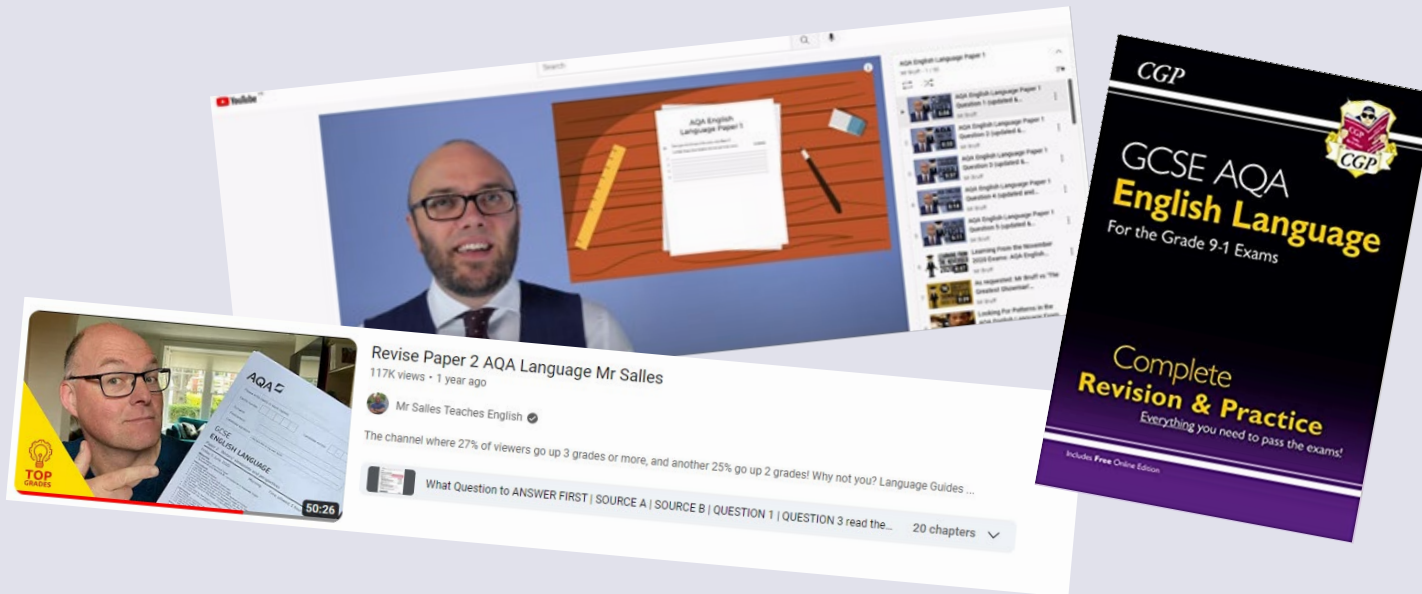 YouTube
Search
AQA English
Language Paper 1
AQA English Language Paper 1
Mr Bruff - 1 / 10
AQA English Language Paper 1
Question 1 (updated &...
Mr Bruff
AQA English Language Paper 1
Question 2 (updated &...
Mr Bruff
AQA English Language Paper 1
Question 3 (updated &...
Mr Bruff
AQA English Language Paper 1
Question 4 (updated and...
Mr Bruff
AQA English Language Paper 1
Question 5 (updated &...
Mr Bruff
Learning From the November
2020 Exams: AQA English...
Mr Bruff
As requested: Mr Bruff vs 'The
Greatest Showman'...
Mr Bruff
Looking For Patterns in the
AQA English Language Exam
CGP
CGP
GCSE AQA
English Language
For the Grade 9-1 Exams
Complete
Revision & Practice
Everything you need to pass the exams!
Includes Free Online Edition
AQA
GCSE
ENGLISH LANGUAGE
TOP
GRADES
50:26
Revise Paper 2 AQA Language Mr Salles
117K views • 1 year ago
Mr Salles Teaches English
The channel where 27% of viewers go up 3 grades or more, and another 25% go up 2 grades! Why not you? Language Guides ...
What Question to ANSWER FIRST | SOURCE A | SOURCE B | QUESTION 1 | QUESTION 3 read the...
20 chapters